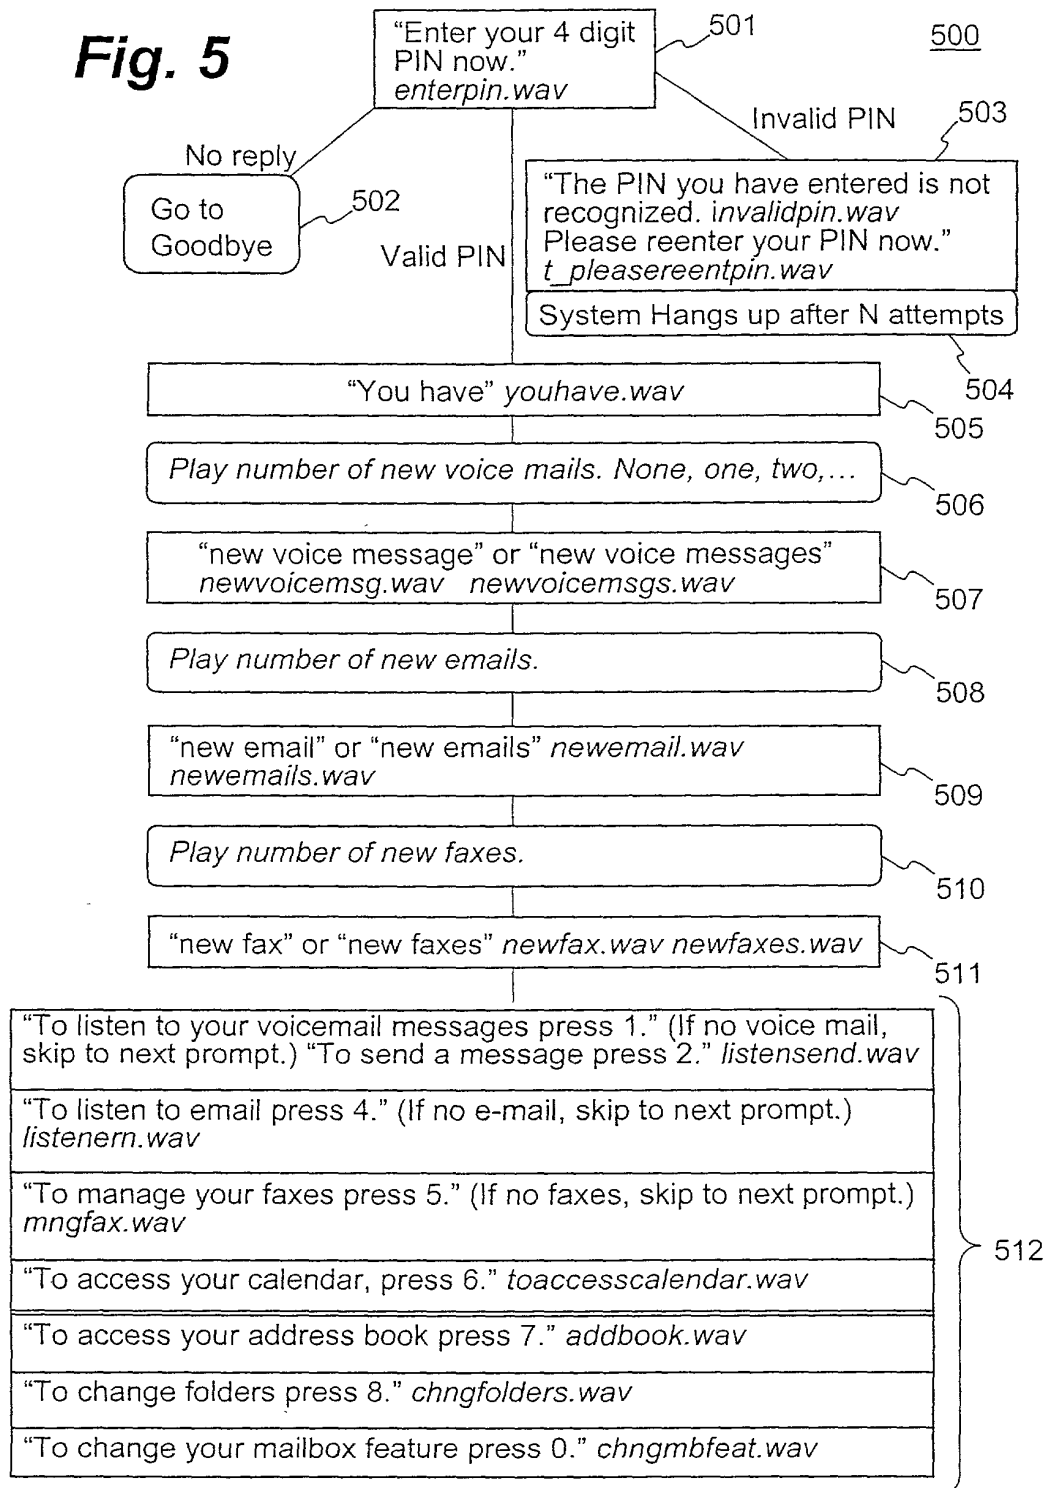 Fig. 5
500
501
"Enter your 4 digit
PIN now."
enterpin.wav
No reply
Invalid PIN
503
502
Go to
Goodbye
Valid PIN
"The PIN you have entered is not
recognized. invalidpin.wav
Please reenter your PIN now."
t_pleasereentpin.wav
System Hangs up after N attempts
504
"You have" youhave.wav
505
Play number of new voice mails. None, one, two,...
506
"new voice message" or "new voice messages"
newvoicemsg.wav newvoicemsgs.wav
507
Play number of new emails.
508
"new email" or "new emails" newemail.wav
newemails.wav
509
Play number of new faxes.
510
"new fax" or "new faxes" newfax.wav newfaxes.wav
511
"To listen to your voicemail messages press 1." (If no voice mail,
skip to next prompt.) "To send a message press 2." listensend.wav
"To listen to email press 4." (If no e-mail, skip to next prompt.)
listenem.wav
"To manage your faxes press 5." (If no faxes, skip to next prompt.)
mngfax.wav
"To access your calendar, press 6." toaccesscalendar.wav
"To access your address book press 7." addbook.wav
"To change folders press 8." chngfolders.wav
"To change your mailbox feature press 0." chngmbfeat.wav
512